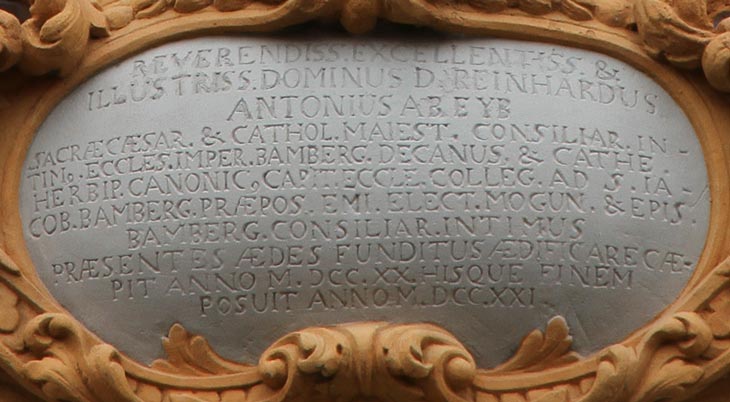 REVERENDISS. EXCELLENTISS. &
ILLUSTRISS. DOMINUS D. REINHARDUS
ANTONIUS AB EYB
SACRÆ CÆSAR. & CATHOL. MAIEST. CONSILIAR. IN-
TIM9. ECCLES. IMPER. BAMBERG. DECANUS. & CATHE.
HERBIP. CANONIC9 CAPIT. ECCLE. COLLEG. AD S. IA-
COB. BAMBERG. PRÆPOS. EMI. ELECT. MOGUN. & EPIS.
BAMBERG. CONSILIAR. INTIMUS
PRÆSENTES ÆDES FUNDITUS ÆDIFICARE CÆ-
PIT ANNO M. DCC. XX. HISQUE FINEM
POSUIT ANNO M. DCC. XXI.